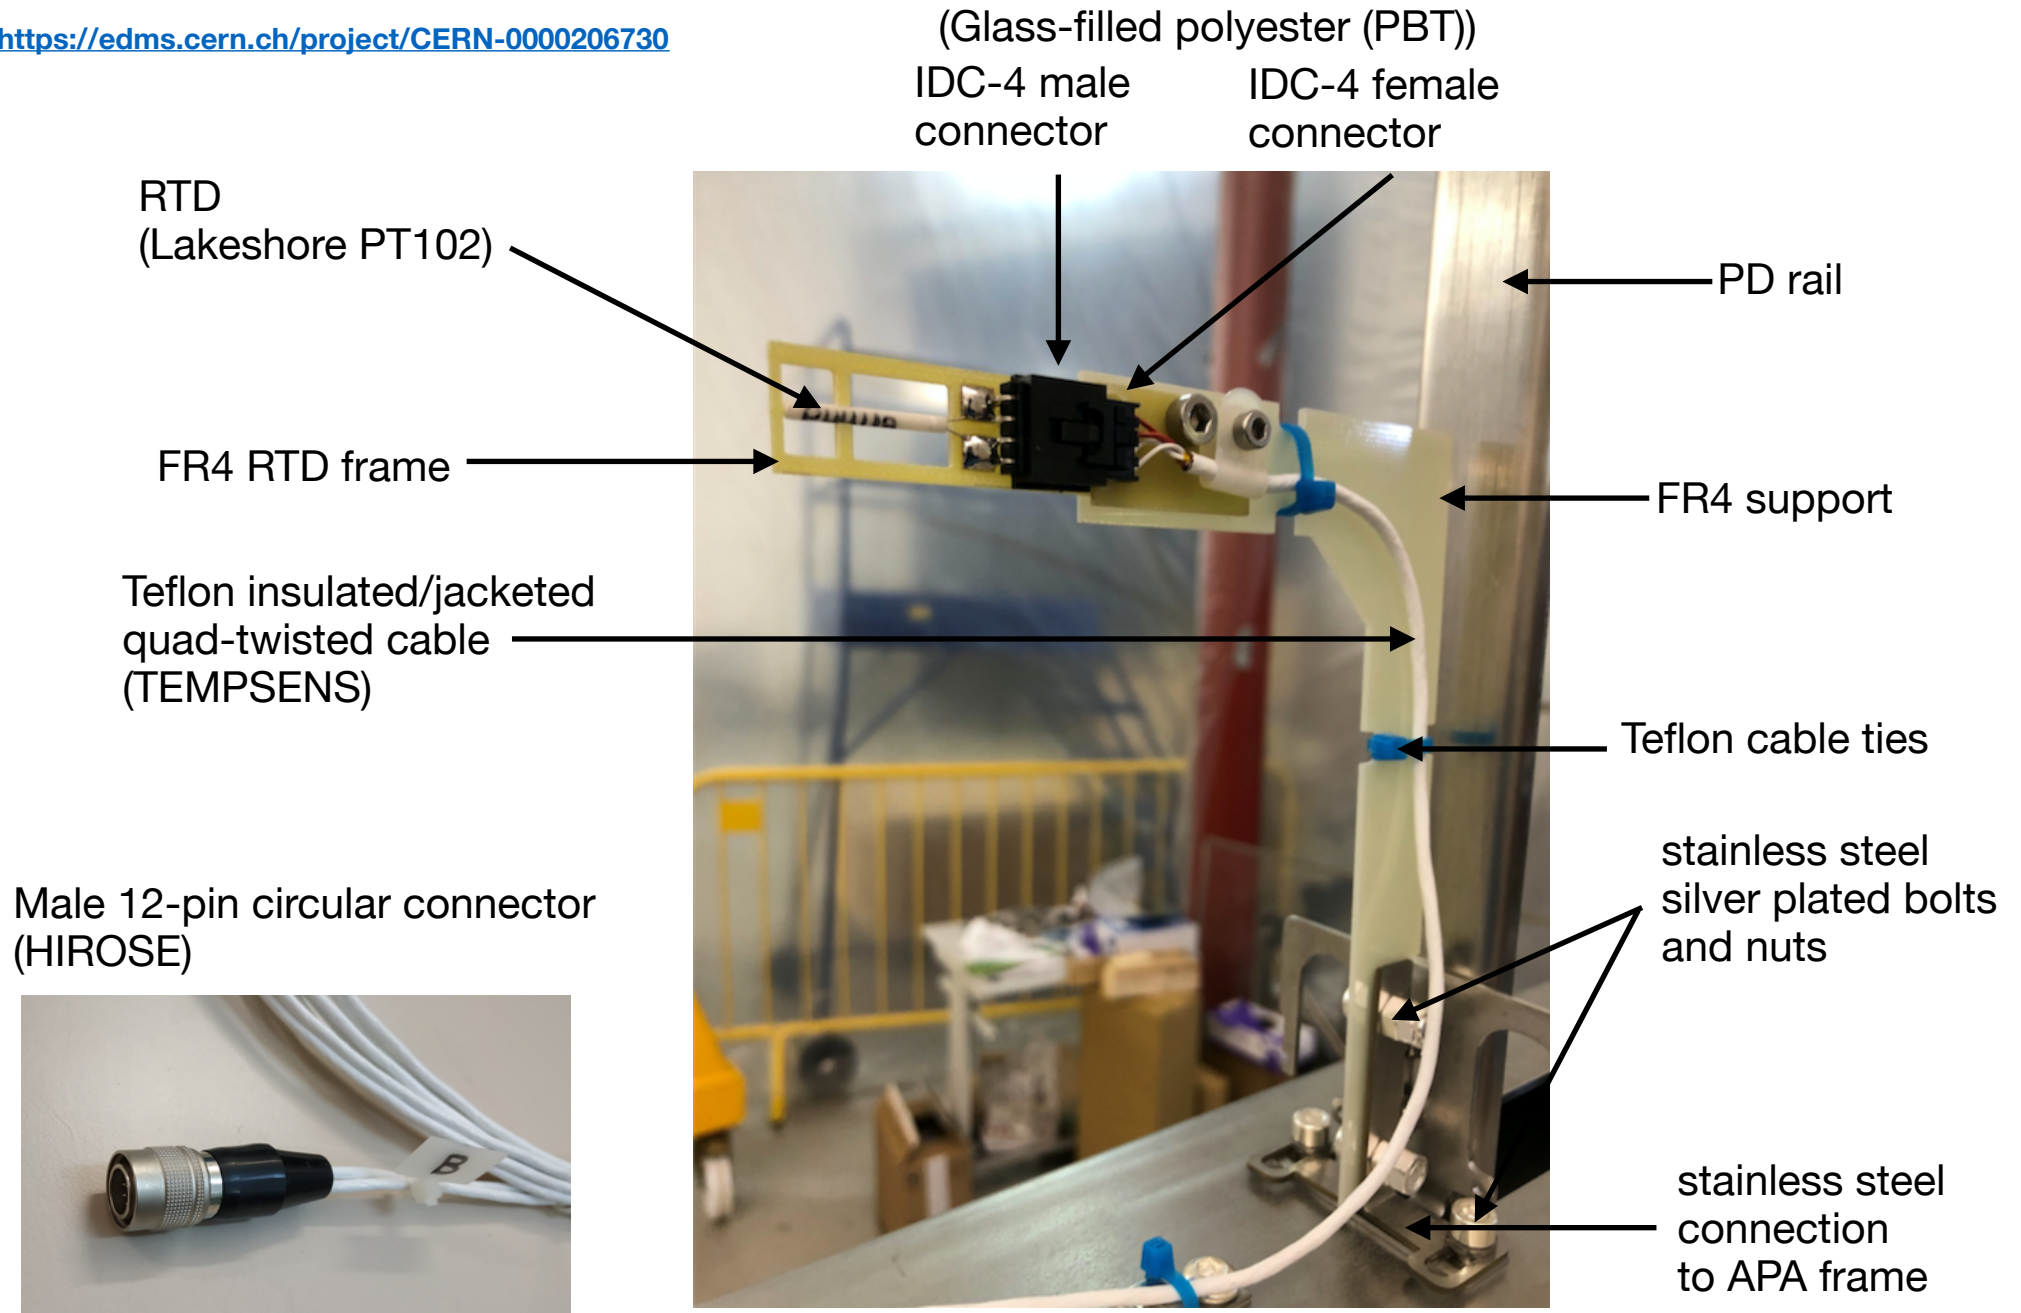 https://edms.cern.ch/project/CERN-0000206730
(Glass-filled polyester (PBT))
IDC-4 male
connector
IDC-4 female
connector
RTD
(Lakeshore PT102)
PD rail
FR4 RTD frame
FR4 support
Teflon insulated/jacketed
quad-twisted cable
(TEMPSENS)
Teflon cable ties
stainless steel
silver plated bolts
and nuts
Male 12-pin circular connector
(HIROSE)
B
stainless steel
connection
to APA frame